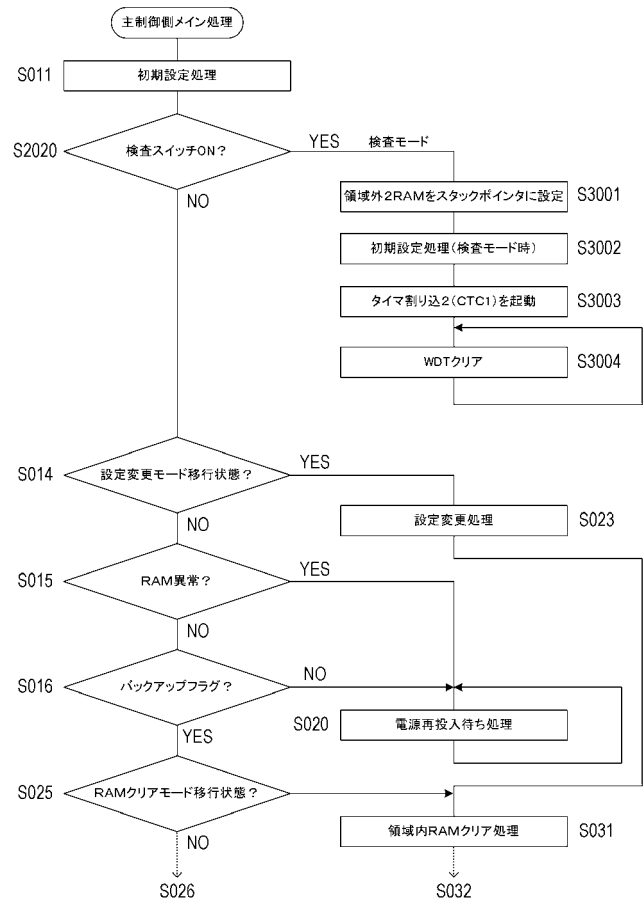 主制御側メイン処理
S011
初期設定処理
S2020
検査スイッチON？
YES
検査モード
NO
領域外2RAMをスタックポインタに設定
S3001
初期設定処理(検査モード時)
S3002
タイマ割り込2(CTC1)を起動
S3003
WDTクリア
S3004
S014
設定変更モード移行状態？
YES
NO
設定変更処理
S023
S015
RAM異常？
YES
NO
S016
バックアップフラグ？
NO
YES
S020
電源再投入待ち処理
S025
RAMクリアモード移行状態？
NO
領域内RAMクリア処理
S031
S026
S032